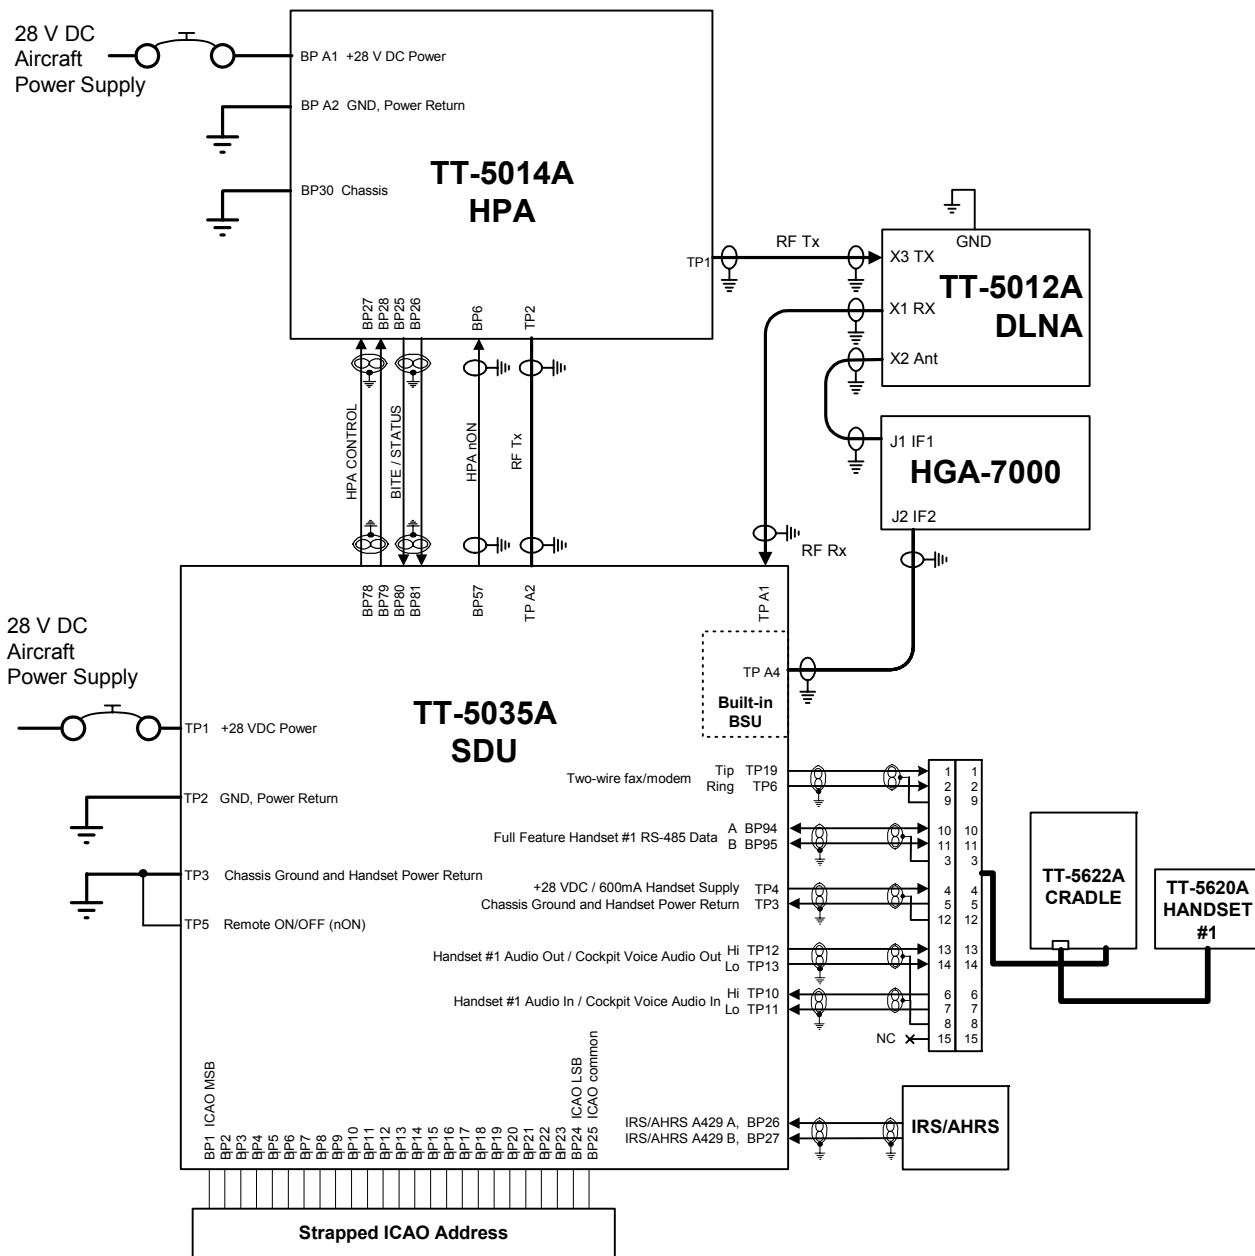 28 V DC
Aircraft
Power Supply
BP A1 +28 V DC Power
BP A2 GND, Power Return
BP30 Chassis
TT-5014A
HPA
TP1
BP27
BP28
BP25
BP26
BP6
TP2
RF Tx
GND
X3 TX
TT-5012A
DLNA
X1 RX
X2 Ant
J1 IF1
HGA-7000
J2 IF2
HPA CONTROL
BITE / STATUS
HPA nON
RF Tx
RF Rx
BP78
BP79
BP80
BP81
BP57
TP A2
TP A1
28 V DC
Aircraft
Power Supply
TP A4
Built-in
BSU
TT-5035A
SDU
TP1 +28 VDC Power
TP2 GND, Power Return
TP3 Chassis Ground and Handset Power Return
TP5 Remote ON/OFF (nON)
Two-wire fax/modem
Tip TP19
Ring TP6
Full Feature Handset #1 RS-485 Data
A BP94
B BP95
+28 VDC / 600mA Handset Supply TP4
Chassis Ground and Handset Power Return TP3
Handset #1 Audio Out / Cockpit Voice Audio Out
Hi TP12
Lo TP13
Handset #1 Audio In / Cockpit Voice Audio In
Hi TP10
Lo TP11
1 1
2 2
9 9
10 10
11 11
3 3
4 4
5 5
12 12
13 13
14 14
6 6
7 7
8 8
NC 15 15
TT-5622A
CRADLE
TT-5620A
HANDSET
#1
IRS/AHRS A429 A, BP26
IRS/AHRS A429 B, BP27
IRS/AHRS
BP1 ICAO MSB
BP2
BP3
BP4
BP5
BP6
BP7
BP8
BP9
BP10
BP11
BP12
BP13
BP14
BP15
BP16
BP17
BP18
BP19
BP20
BP21
BP22
BP23
BP24 ICAO LSB
BP25 ICAO common
Strapped ICAO Address